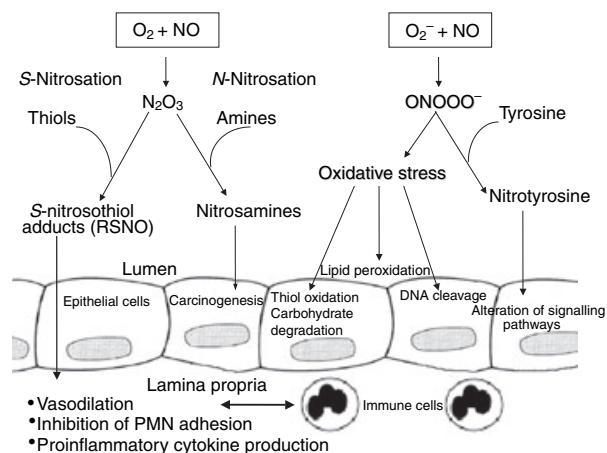 O₂ + NO
O₂⁻ + NO
S-Nitrosation
N-Nitrosation
N₂O₃
ONOOO⁻
Thiols
Amines
Tyrosine
Oxidative stress
S-nitrosothiol
adducts (RSNO)
Nitrosamines
Nitrotyrosine
Lumen
Lipid peroxidation
Epithelial cells
Carcinogenesis
Thiol oxidation
Carbohydrate
degradation
DNA cleavage
Alteration of signalling
pathways
Lamina propria
•Vasodilation
•Inhibition of PMN adhesion
•Proinflammatory cytokine production
Immune cells